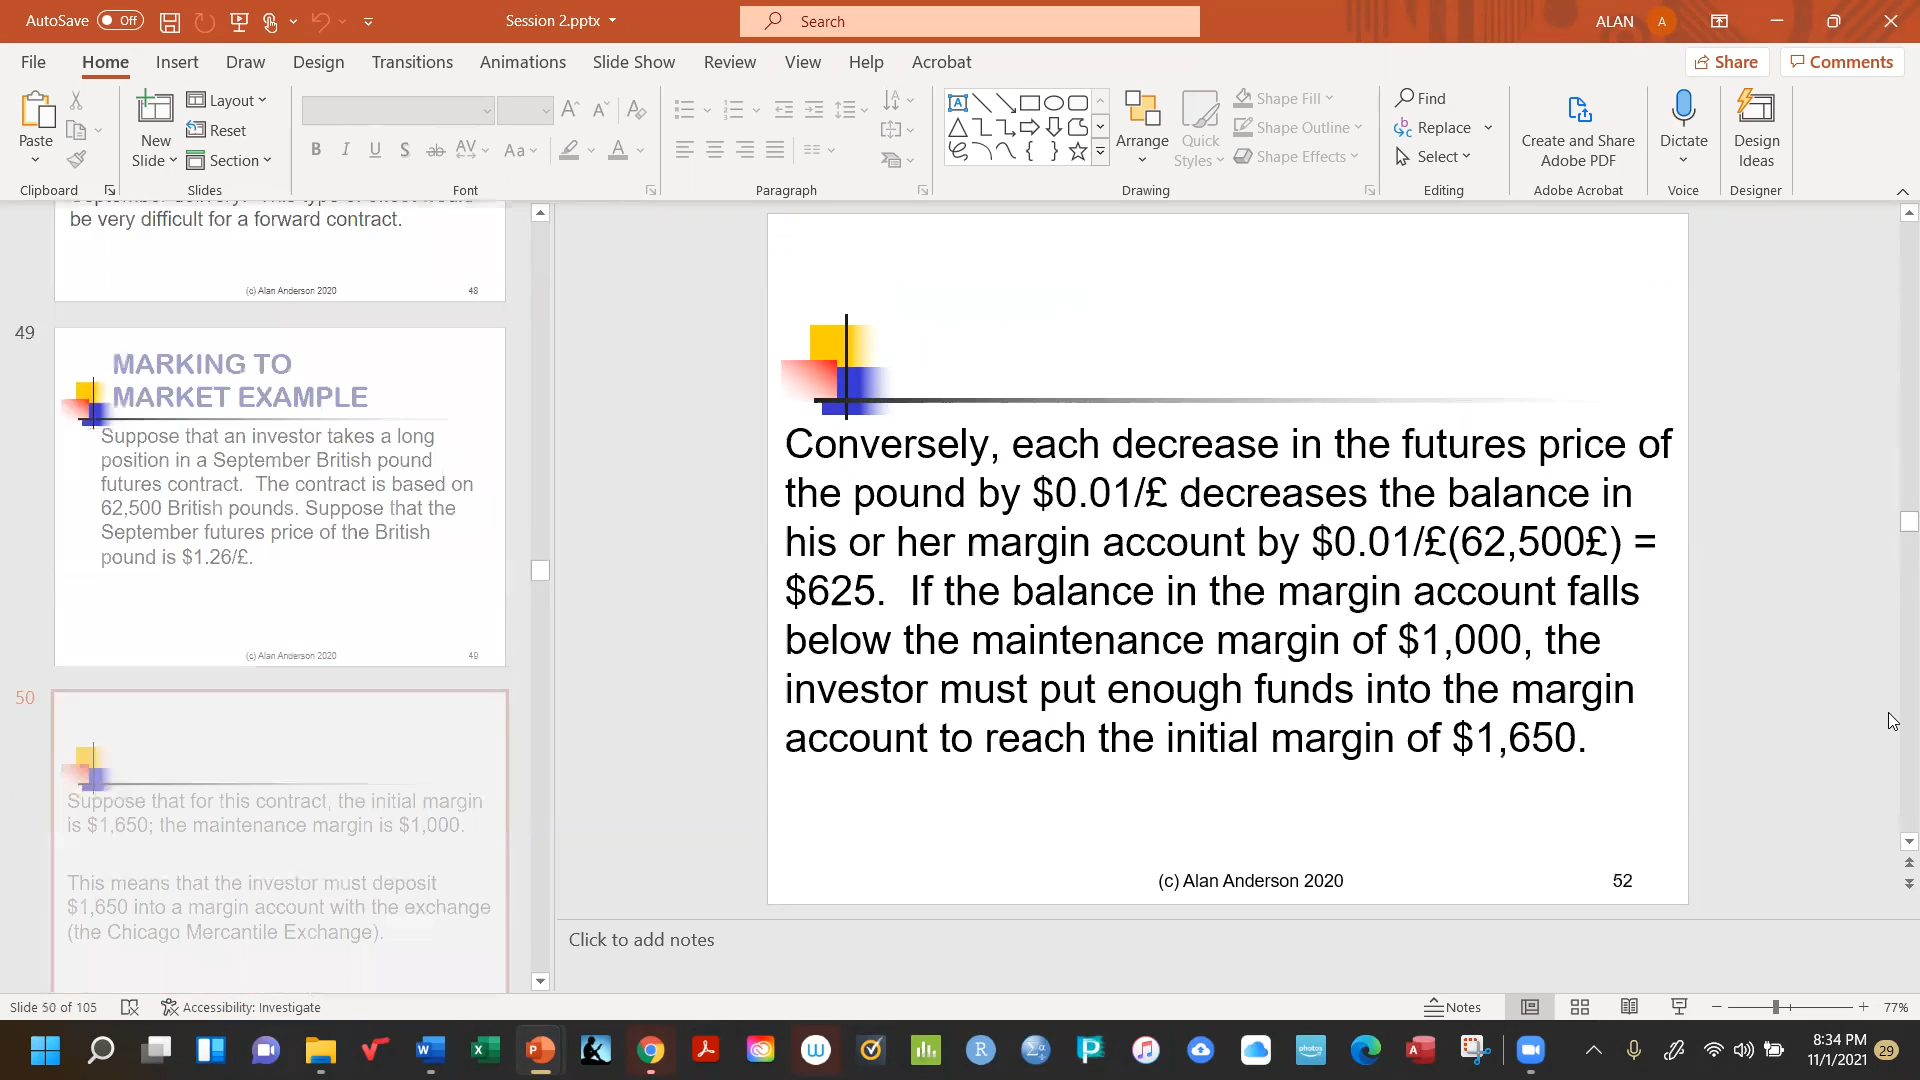 AutoSave Off
Session 2.pptx
Search
ALAN A
File Home Insert Draw Design Transitions Animations Slide Show Review View Help Acrobat
Share Comments
Paste
New
Slide
Layout
Reset
Section
B I U S ab AV Aa A
Arrange
Quick
Styles
Shape Fill
Shape Outline
Shape Effects
Find
Replace
Select
Create and Share
Adobe PDF
Dictate
Design
Ideas
Clipboard Slides Font Paragraph Drawing Editing Adobe Acrobat Voice Designer
be very difficult for a forward contract.
(c) Alan Anderson 2020 48
49
MARKING TO
MARKET EXAMPLE
Suppose that an investor takes a long
position in a September British pound
futures contract. The contract is based on
62,500 British pounds. Suppose that the
September futures price of the British
pound is $1.26/£.
(c) Alan Anderson 2020 49
50
Suppose that for this contract, the initial margin
is $1,650; the maintenance margin is $1,000.
This means that the investor must deposit
$1,650 into a margin account with the exchange
(the Chicago Mercantile Exchange).
Conversely, each decrease in the futures price of
the pound by $0.01/£ decreases the balance in
his or her margin account by $0.01/£(62,500£) =
$625. If the balance in the margin account falls
below the maintenance margin of $1,000, the
investor must put enough funds into the margin
account to reach the initial margin of $1,650.
(c) Alan Anderson 2020 52
Click to add notes
Slide 50 of 105
Accessibility: Investigate
Notes
77%
8:34 PM
11/1/2021
29